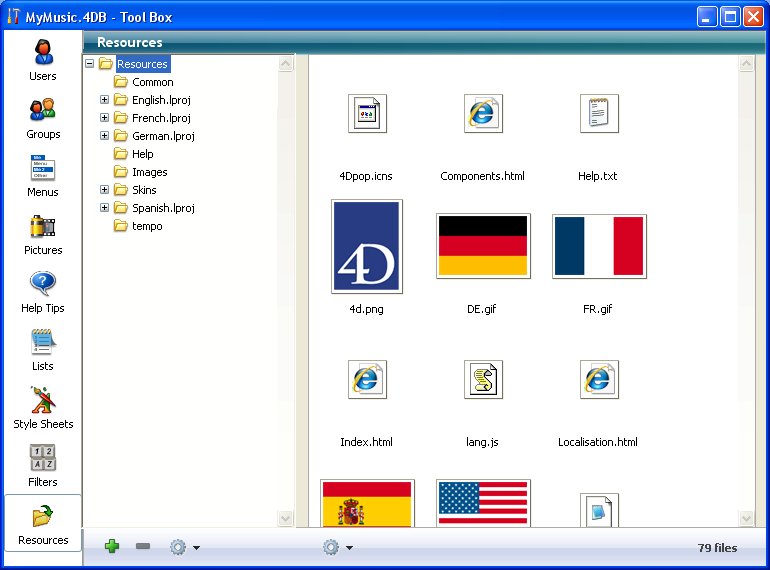 MyMusic.4DB - Tool Box
Users
Groups
Menus
Pictures
Help Tips
Lists
Style Sheets
Filters
Resources
Resources
Resources
Common
English.lproj
French.lproj
German.lproj
Help
Images
Skins
Spanish.lproj
tempo
4Dpop.icns Components.html Help.txt
4D
4d.png DE.gif FR.gif
Index.html lang.js Localisation.html
79 files